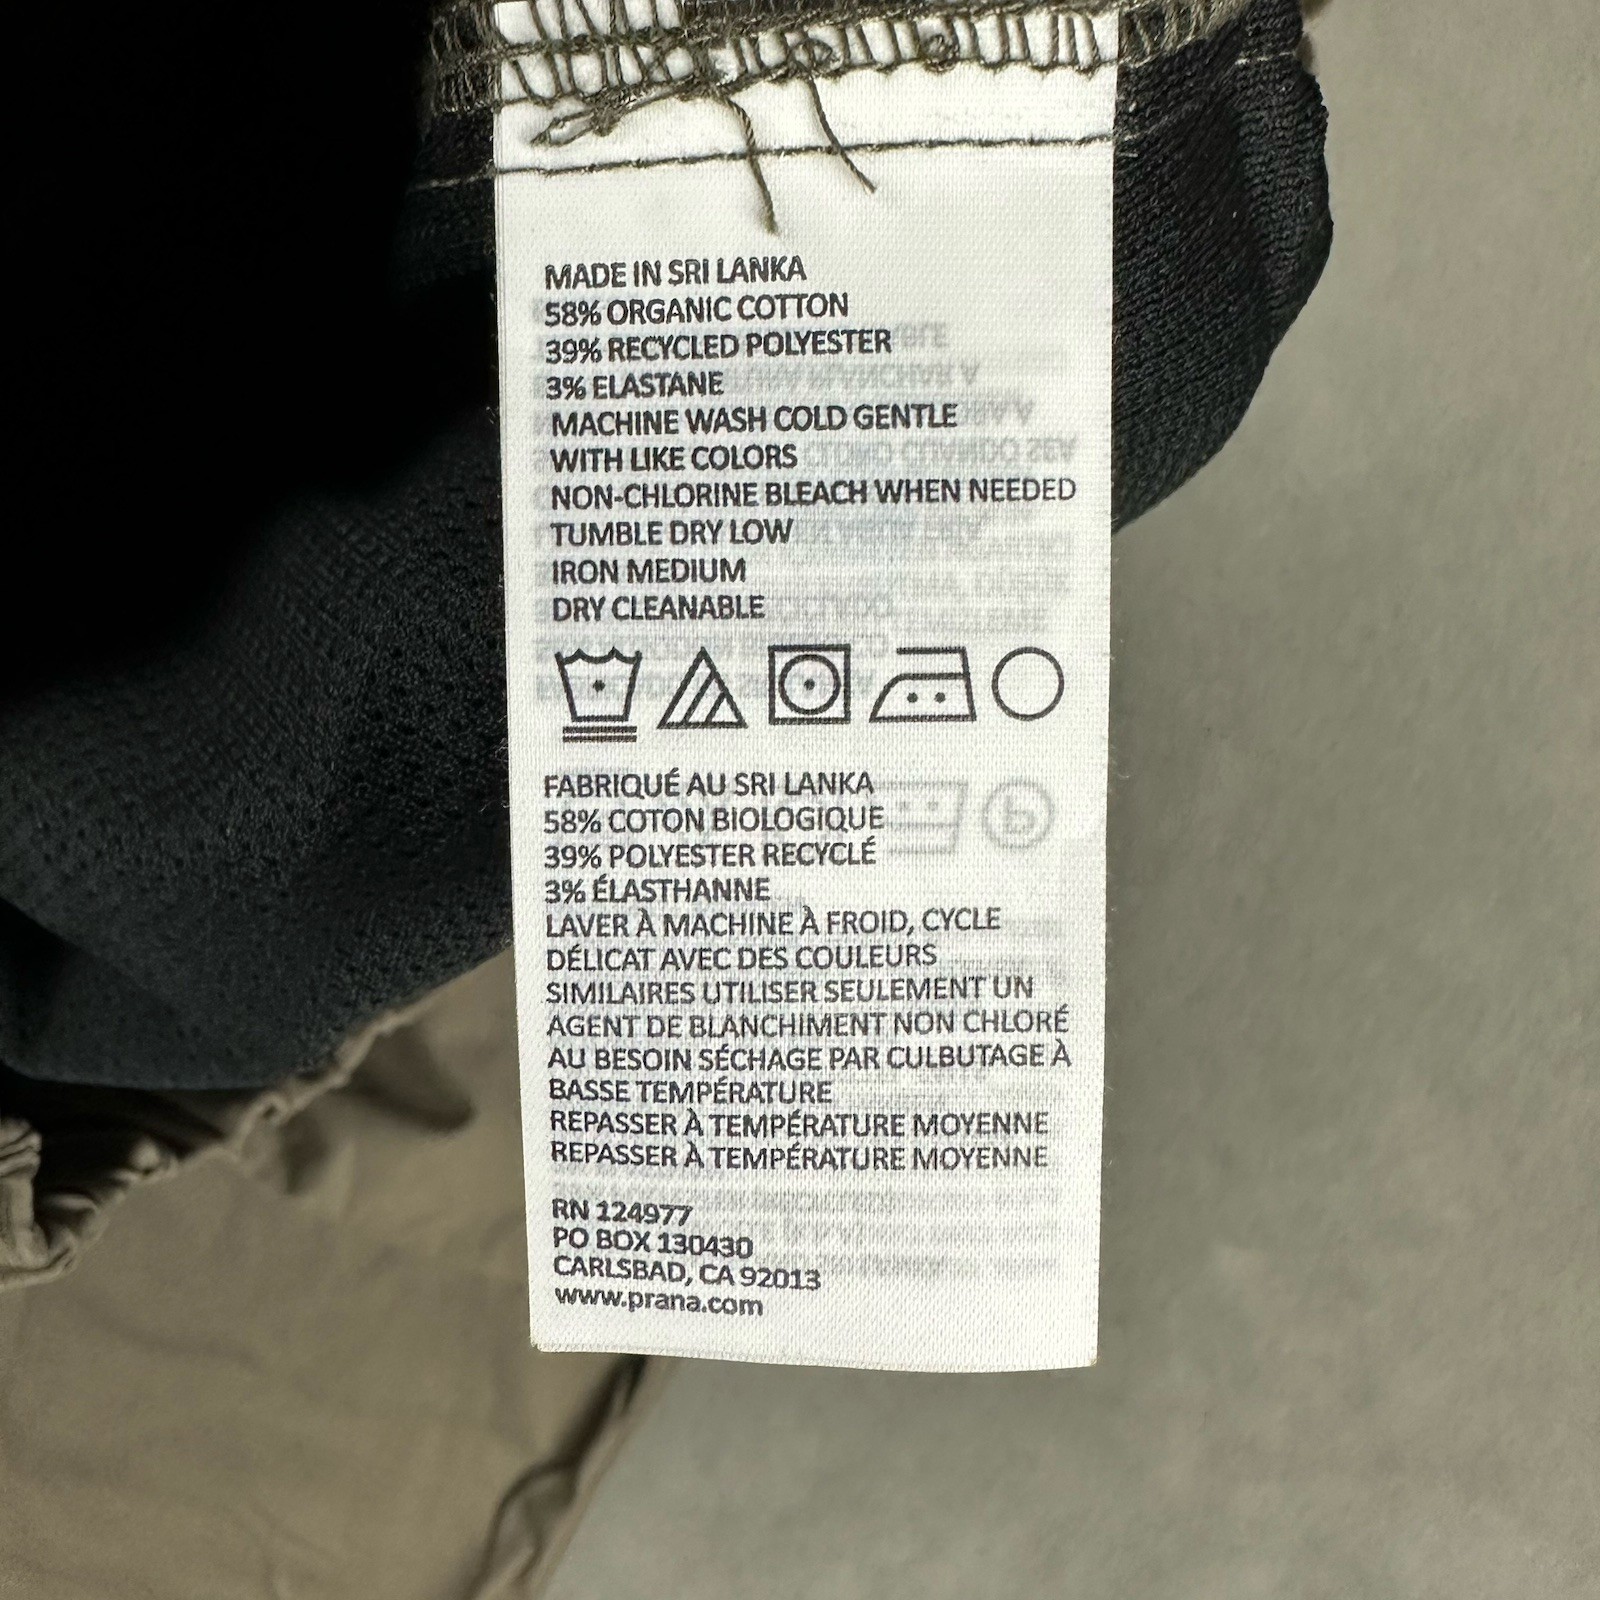 MADE IN SRI LANKA
58% ORGANIC COTTON
39% RECYCLED POLYESTER
3% ELASTANE
MACHINE WASH COLD GENTLE
WITH LIKE COLORS
NON-CHLORINE BLEACH WHEN NEEDED
TUMBLE DRY LOW
IRON MEDIUM
DRY CLEANABLE
FABRIQUÉ AU SRI LANKA
58% COTON BIOLOGIQUE
39% POLYESTER RECYCLÉ
3% ÉLASTHANNE
LAVER À MACHINE À FROID, CYCLE
DÉLICAT AVEC DES COULEURS
SIMILAIRES UTILISER SEULEMENT UN
AGENT DE BLANCHIMENT NON CHLORÉ
AU BESOIN SÉCHAGE PAR CULBUTAGE À
BASSE TEMPÉRATURE
REPASSER À TEMPÉRATURE MOYENNE
REPASSER À TEMPÉRATURE MOYENNE
RN 124977
PO BOX 130430
CARLSBAD, CA 92013
www.prana.com